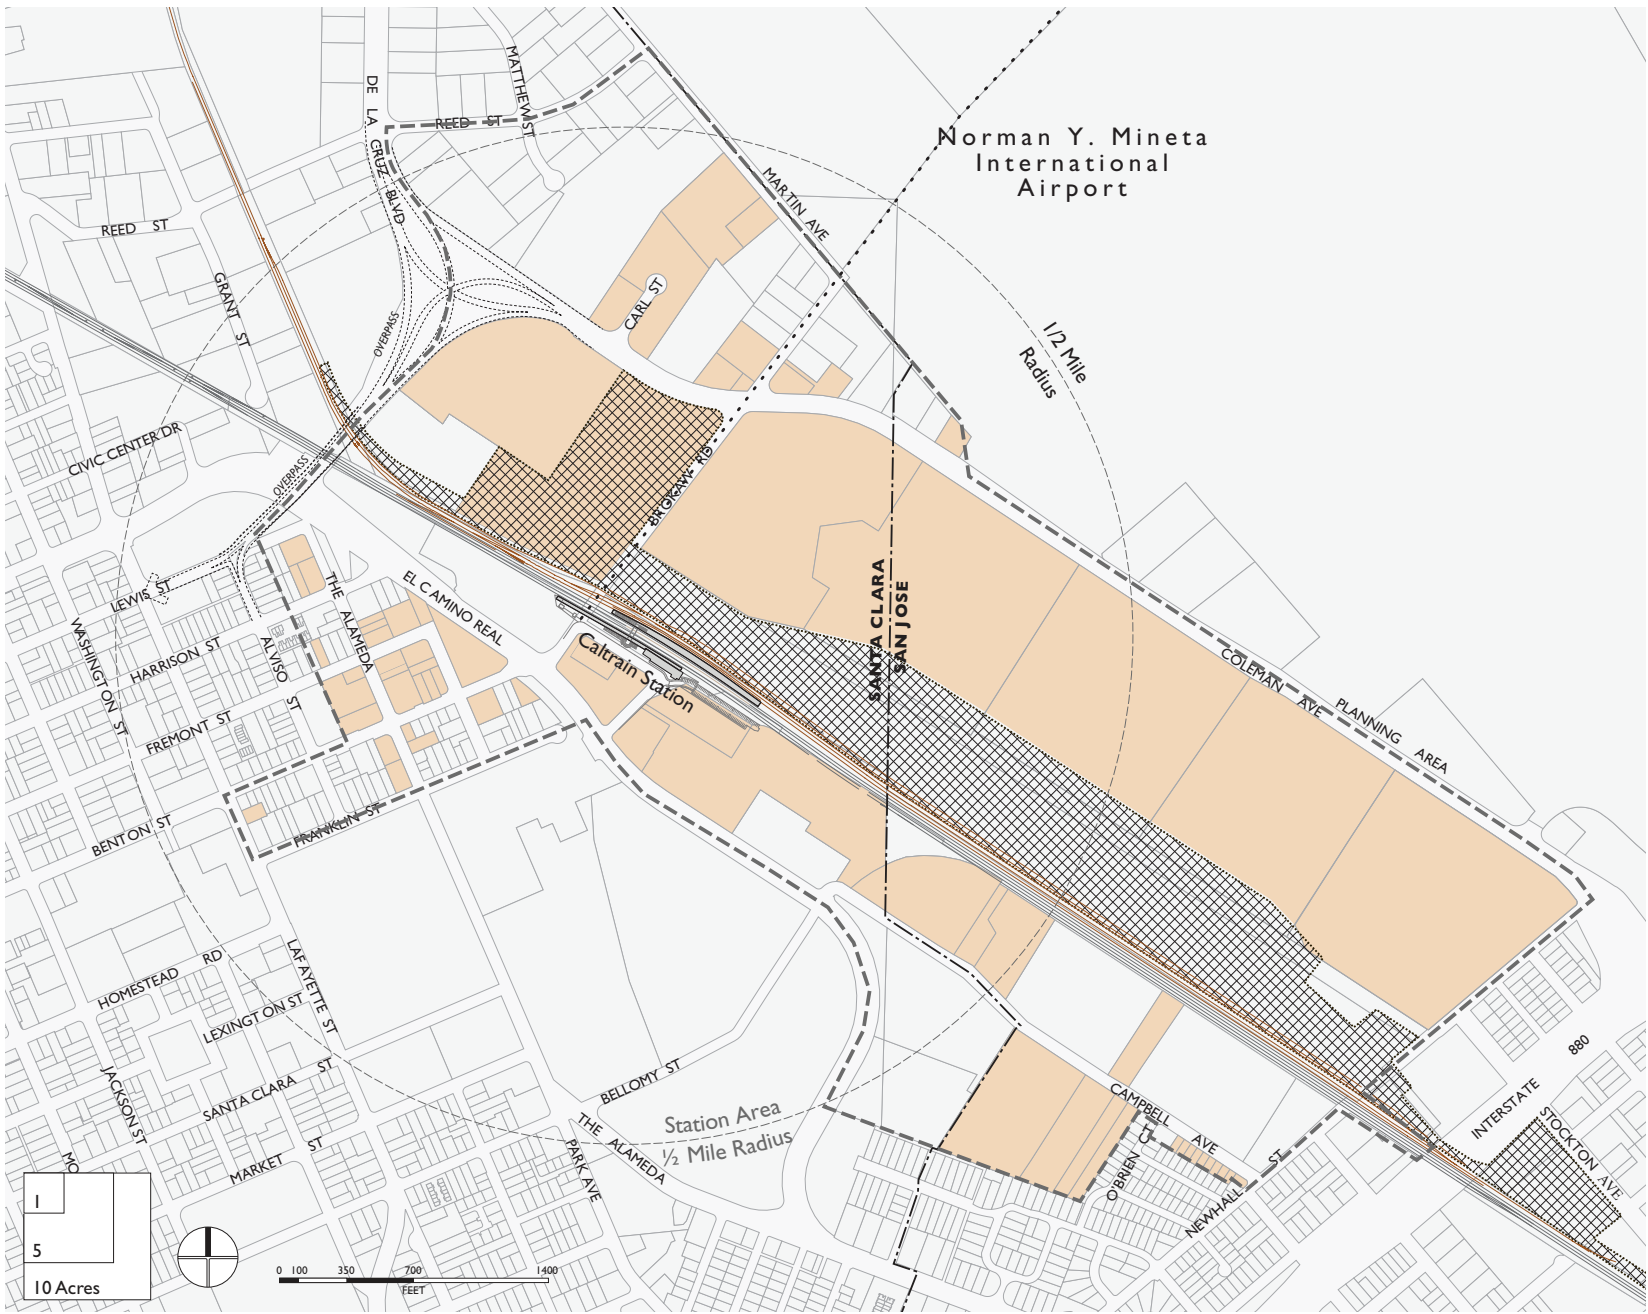 DE LA CRUZ BLVD
MATTHEW ST
REED ST
Norman Y. Mineta
International
Airport
MARTIN AVE
REED ST
GRANT ST
CARL ST
OVERPASS
1/2 Mile
Radius
CIVIC CENTER DR
OVERPASS
BROKAW RD
LEWIS ST
THE ALAMEDA
EL CAMINO REAL
SANTA CLARA
SAN JOSE
WASHINGTON ST
HARRISON ST
ALVISO ST
Caltrain Station
COLEMAN AVE
PLANNING AREA
FREMONT ST
BENTON ST
FRANKLIN ST
HOMESTEAD RD
LAFAYETTE ST
LEXINGTON ST
JACKSON ST
SANTA CLARA ST
BELLOMY ST
Station Area
½ Mile Radius
CAMPBELL AVE
INTERSTATE 880
STOCKTON AVE
MARKET ST
THE ALAMEDA
PARK AVE
O'BRIEN CT
NEWHALL ST
MO
1
5
10 Acres
0 100 350 700 1400
FEET